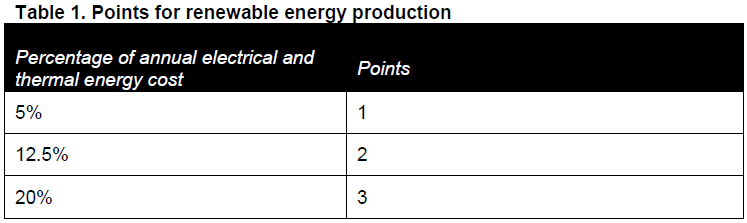 Table 1. Points for renewable energy production
Percentage of annual electrical and
thermal energy cost
Points
5% 1
12.5% 2
20% 3